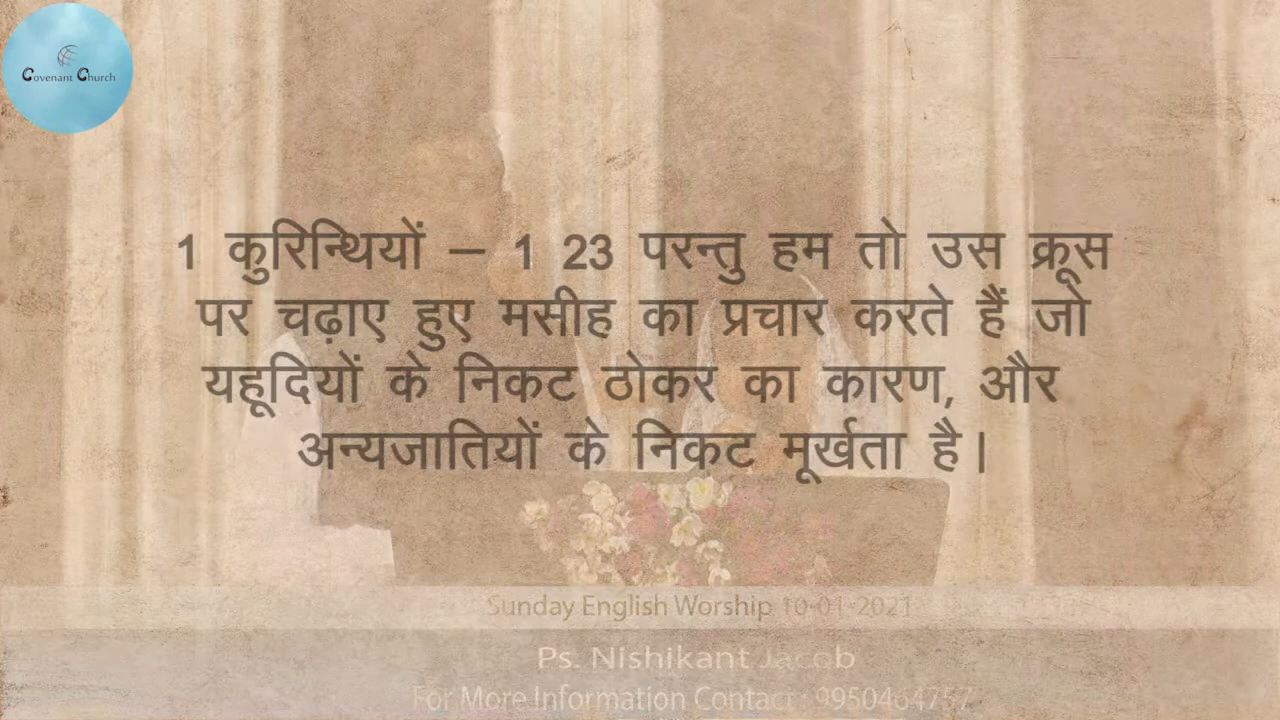 Covenant Church
1 कुरिन्थियों – 1 23 परन्तु हम तो उस क्रूस
पर चढ़ाए हुए मसीह का प्रचार करते हैं जो
यहूदियों के निकट ठोकर का कारण, और
अन्यजातियों के निकट मूर्खता है।
Sunday English Worship 10-01-2021
Ps. Nishikant Jacob
For More Information Contact : 9950464757